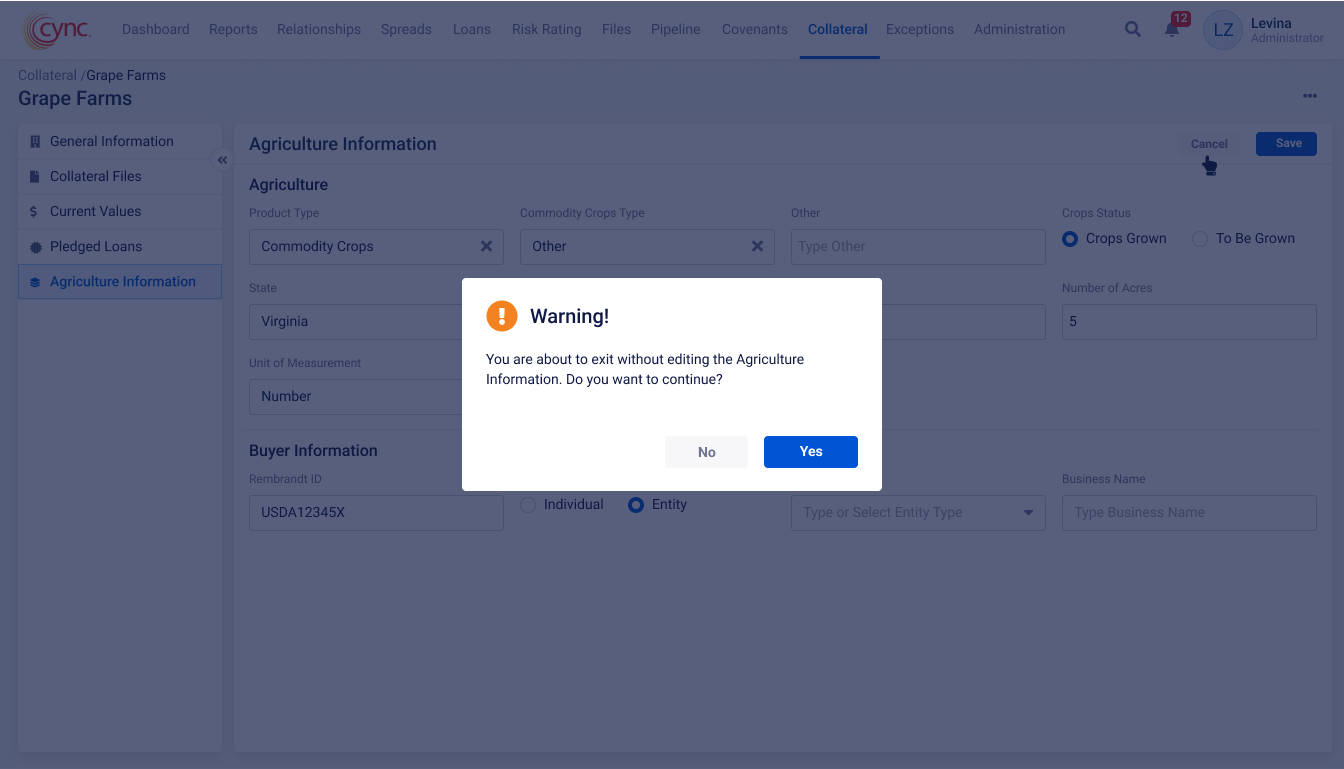 cync
Dashboard Reports Relationships Spreads Loans Risk Rating Files Pipeline Covenants Collateral Exceptions Administration
12
LZ
Levina
Administrator
Collateral /Grape Farms
Grape Farms
General Information
Collateral Files
Current Values
Pledged Loans
Agriculture Information
Agriculture Information
Cancel
Save
Agriculture
Product Type Commodity Crops Type Other Crops Status
Commodity Crops Other Type Other Crops Grown To Be Grown
State Number of Acres
Virginia 5
Unit of Measurement
Number
Warning!
You are about to exit without editing the Agriculture
Information. Do you want to continue?
No Yes
Buyer Information
Rembrandt ID Business Name
USDA12345X Individual Entity Type or Select Entity Type Type Business Name